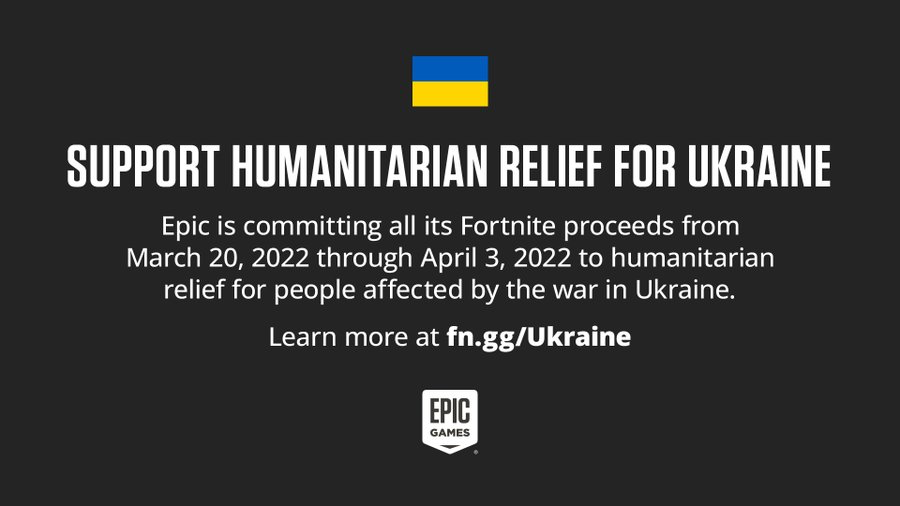 SUPPORT HUMANITARIAN RELIEF FOR UKRAINE
Epic is committing all its Fortnite proceeds from
March 20, 2022 through April 3, 2022 to humanitarian
relief for people affected by the war in Ukraine.
Learn more at fn.gg/Ukraine
EPIC
GAMES
®